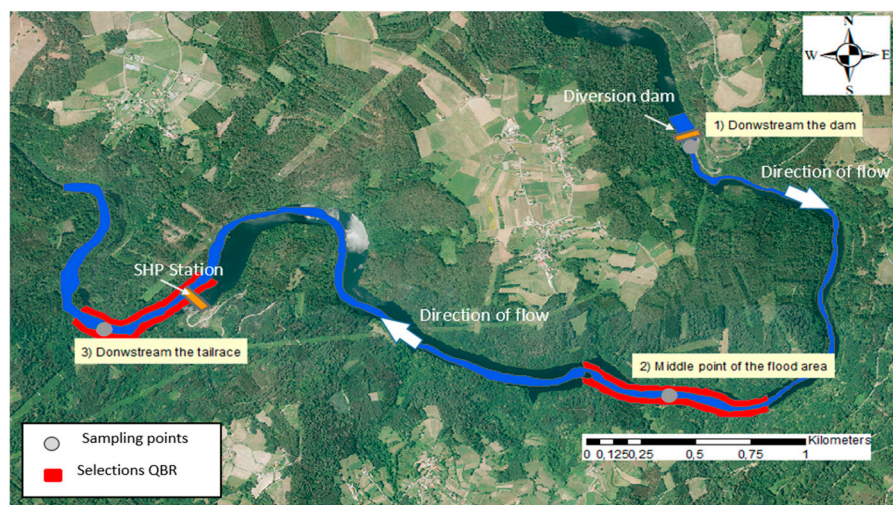 N
W E
S
Diversion dam
1) Donwstream the dam
Direction of flow
SHP Station
Direction of flow
3) Donwstream the tailrace
2) Middle point of the flood area
Sampling points
Selections QBR
Kilometers
0 0,1250,25 0,5 0,75 1